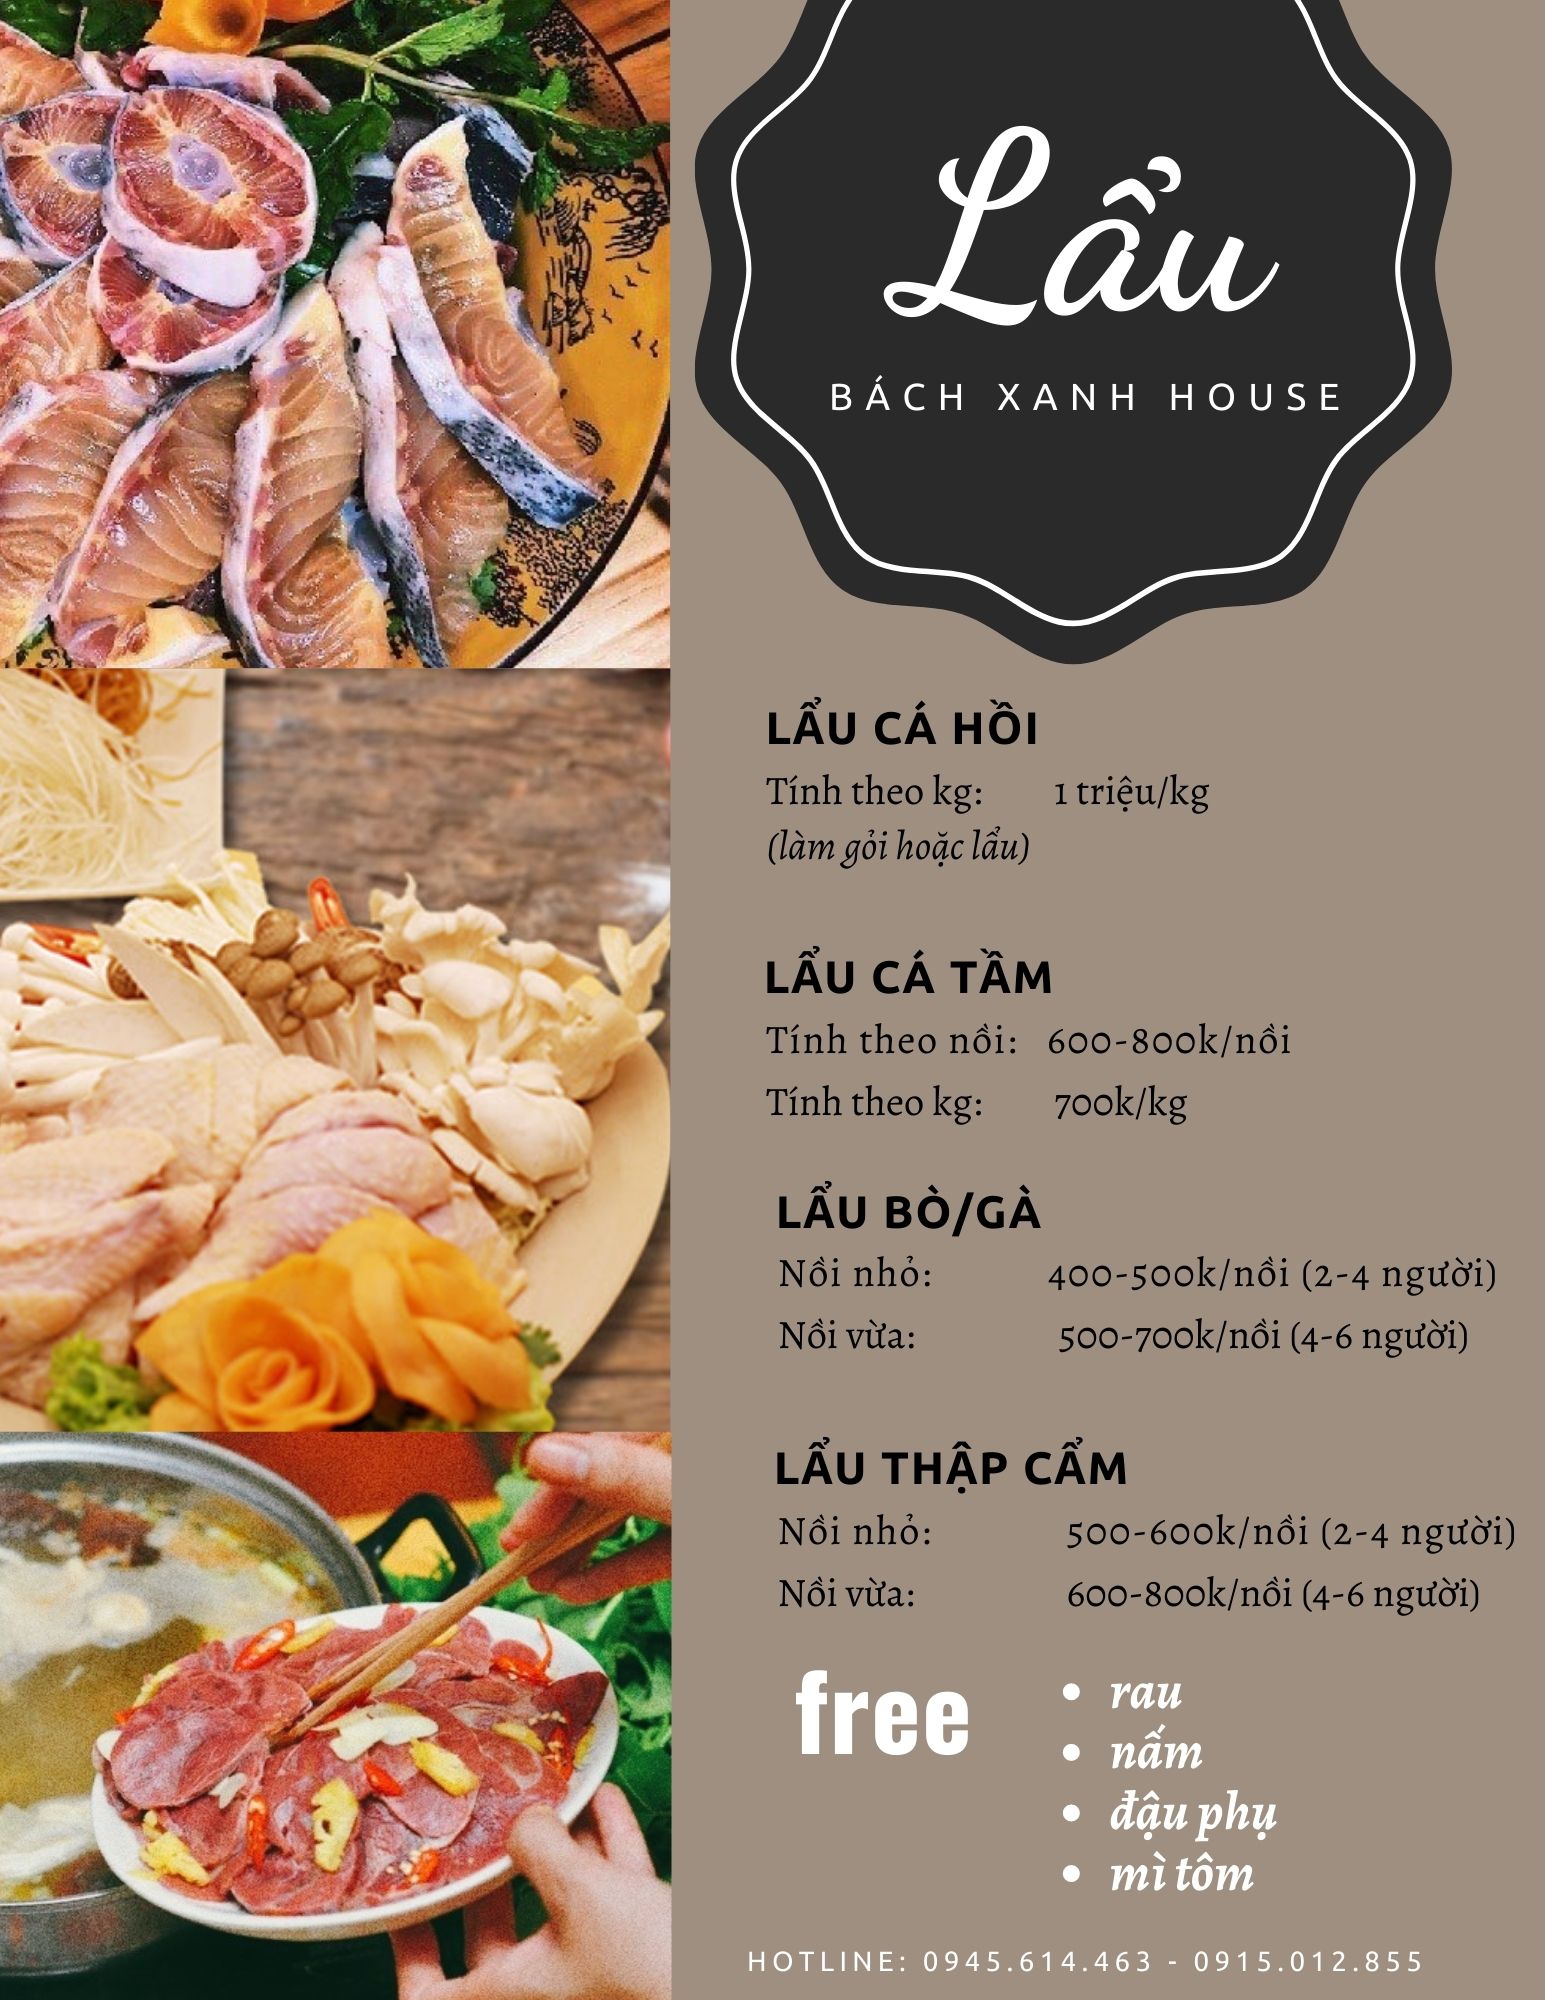 Lẩu
BÁCH XANH HOUSE
LẨU CÁ HỒI
Tính theo kg: 1 triệu/kg
(làm gỏi hoặc lẩu)
LẨU CÁ TẦM
Tính theo nồi: 600-800k/nồi
Tính theo kg: 700k/kg
LẨU BÒ/GÀ
Nồi nhỏ: 400-500k/nồi (2-4 người)
Nồi vừa: 500-700k/nồi (4-6 người)
LẨU THẬP CẨM
Nồi nhỏ: 500-600k/nồi (2-4 người)
Nồi vừa: 600-800k/nồi (4-6 người)
free
• rau
• nấm
• đậu phụ
• mì tôm
HOTLINE: 0945.614.463 - 0915.012.855